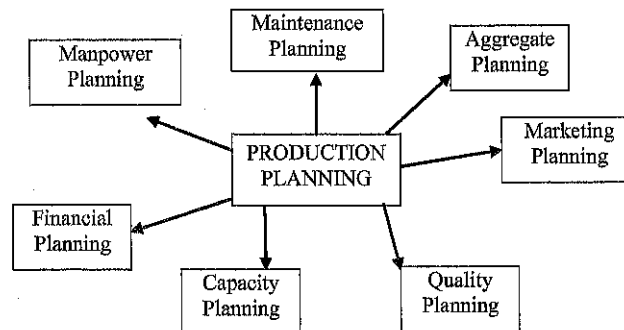 Maintenance
Planning
Aggregate
Planning
Manpower
Planning
Marketing
Planning
PRODUCTION
PLANNING
Financial
Planning
Capacity
Planning
Quality
Planning